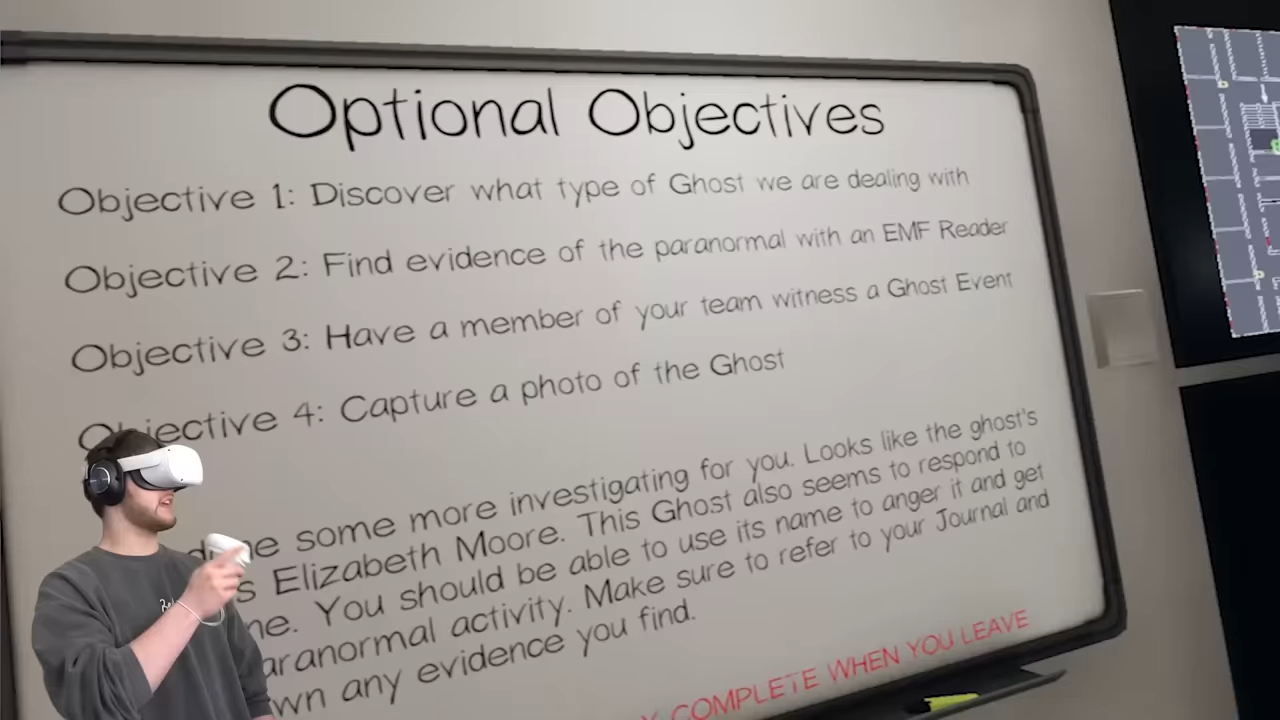 Optional Objectives
Objective 1: Discover what type of Ghost we are dealing with
Objective 2: Find evidence of the paranormal with an EMF Reader
Objective 3: Have a member of your team witness a Ghost Event
Objective 4: Capture a photo of the Ghost
some more investigating for you. Looks like the ghost's
Elizabeth Moore. This Ghost also seems to respond to
You should be able to use its name to anger it and get
activity. Make sure to refer to your Journal and
any evidence you find.
COMPLETE WHEN YOU LEAVE